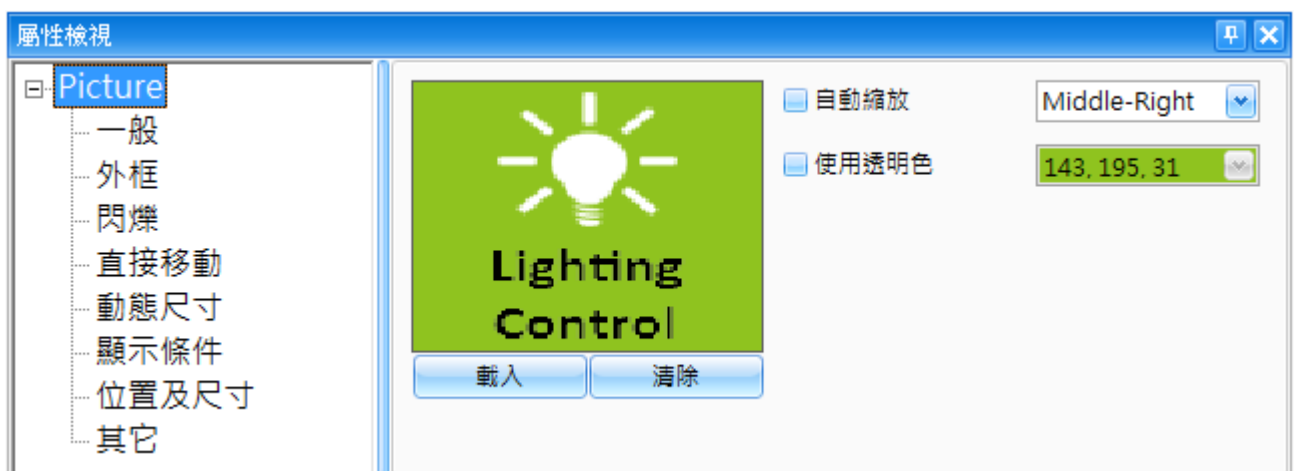 屬性檢視
Picture
一般
外框
閃爍
直接移動
動態尺寸
顯示條件
位置及尺寸
其它
Lighting
Control
載入
清除
自動縮放
Middle-Right
使用透明色
143, 195, 31